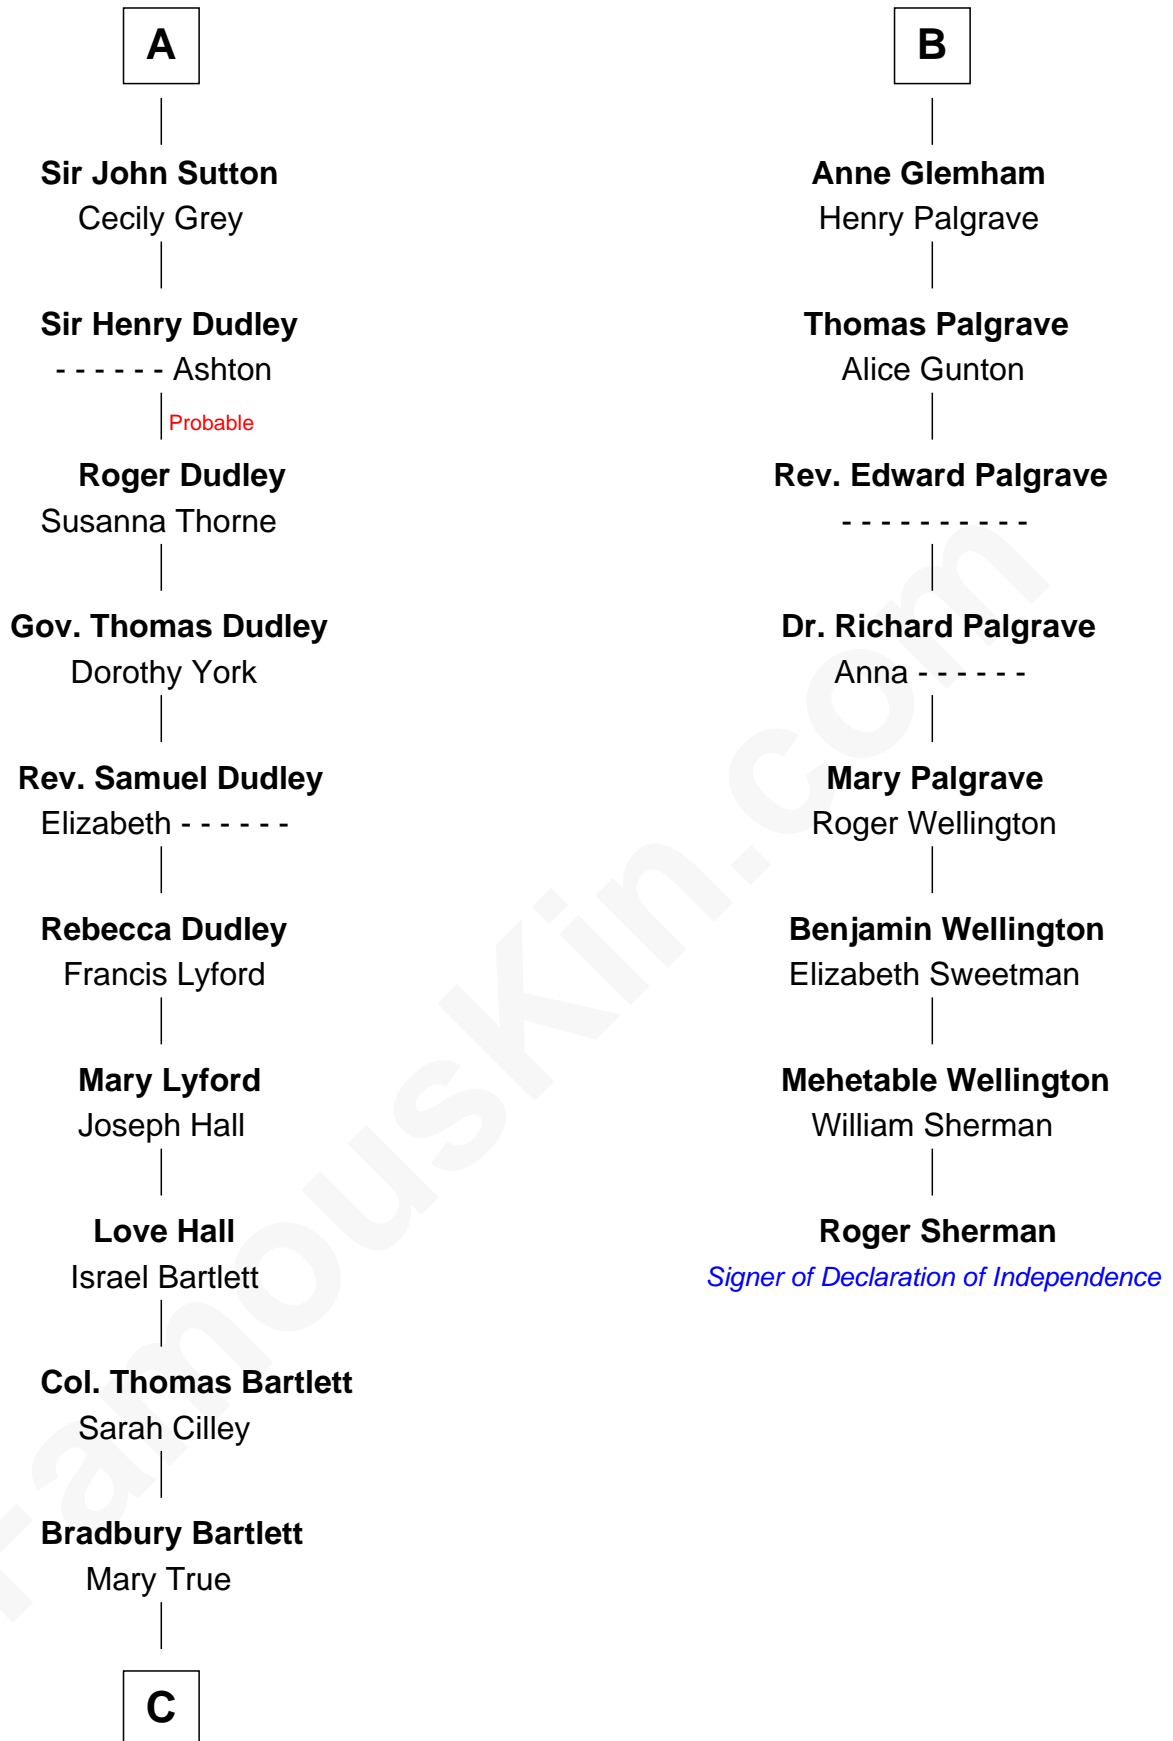 A
Sir John Sutton
Cecily Grey
Sir Henry Dudley
- - - - - - Ashton
Probable
Roger Dudley
Susanna Thorne
Gov. Thomas Dudley
Dorothy York
Rev. Samuel Dudley
Elizabeth - - - - - -
Rebecca Dudley
Francis Lyford
Mary Lyford
Joseph Hall
Love Hall
Israel Bartlett
Col. Thomas Bartlett
Sarah Cilley
Bradbury Bartlett
Mary True
C
B
Anne Glemham
Henry Palgrave
Thomas Palgrave
Alice Gunton
Rev. Edward Palgrave
- - - - - - - - - -
Dr. Richard Palgrave
Anna - - - - - -
Mary Palgrave
Roger Wellington
Benjamin Wellington
Elizabeth Sweetman
Mehetable Wellington
William Sherman
Roger Sherman
Signer of Declaration of Independence
FamousKin.com